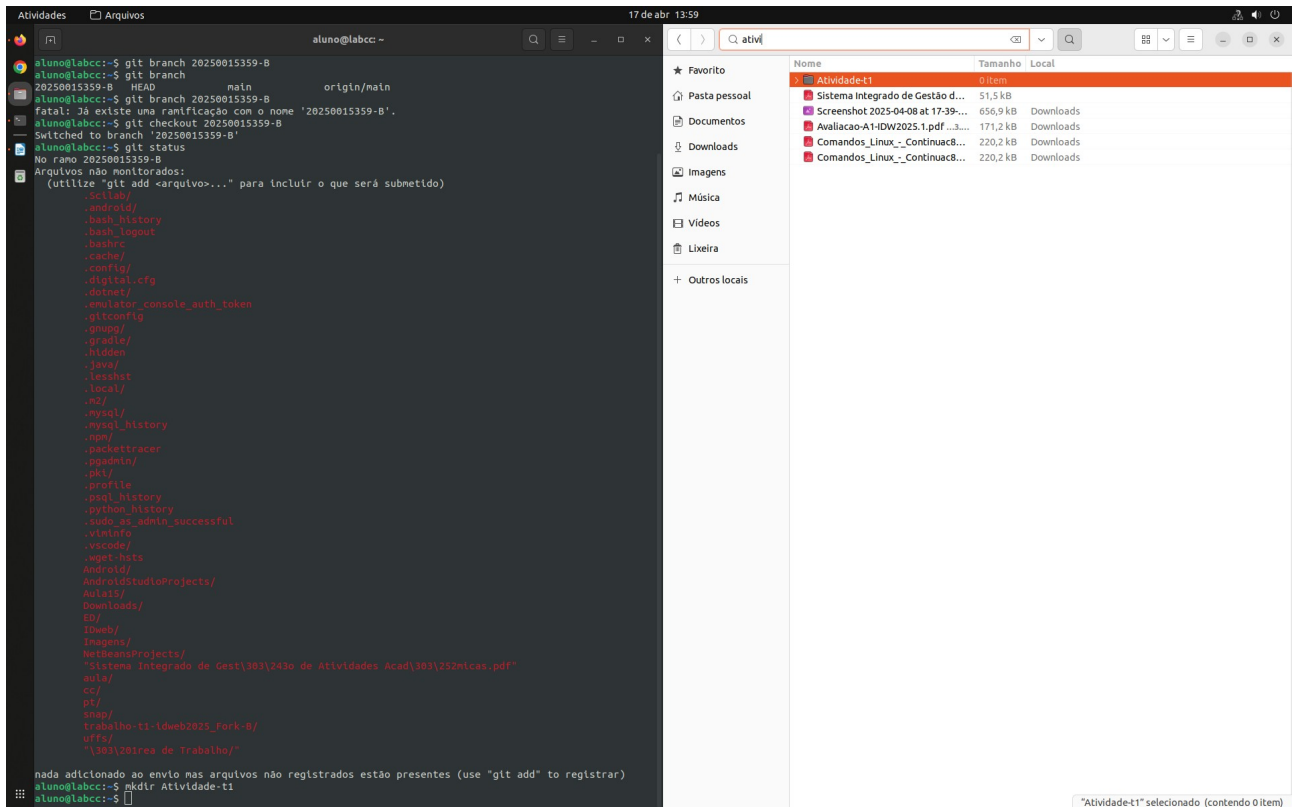 Atividades Arquivos 17 de abr 13:59
aluno@labcc: ~
aluno@labcc:~$ git branch 20250015359-B
aluno@labcc:~$ git branch
20250015359-B HEAD main origin/main
aluno@labcc:~$ git branch 20250015359-B
fatal: Já existe uma ramificação com o nome '20250015359-B'.
aluno@labcc:~$ git checkout 20250015359-B
Switched to branch '20250015359-B'
aluno@labcc:~$ git status
No ramo 20250015359-B
Arquivos não monitorados:
(utilize "git add <arquivo>..." para incluir o que será submetido)
.Scilab/
.android/
.bash_history
.bash_logout
.bashrc
.cache/
.config/
.digital.cfg
.dotnet/
.emulator_console_auth_token
.gitconfig
.gnupg/
.gradle/
.hidden
.java/
.lesshst
.local/
.m2/
.mysql/
.mysql_history
.npm/
.packettracer
.pgadmin/
.pki/
.profile
.psql_history
.python_history
.sudo_as_admin_successful
.viminfo
.vscode/
.wget-hsts
Android/
AndroidStudioProjects/
Aula15/
Downloads/
ED/
IDweb/
Imagens/
NetBeansProjects/
"Sistema Integrado de Gest\303\243o de Atividades Acad\303\252micas.pdf"
aula/
cc/
pt/
snap/
trabalho-t1-idweb2025_Fork-B/
uffs/
"\303\201rea de Trabalho/"
nada adicionado ao envio mas arquivos não registrados estão presentes (use "git add" to registrar)
aluno@labcc:~$ mkdir Atividade-t1
aluno@labcc:~$
ativi
Favorito
Pasta pessoal
Documentos
Downloads
Imagens
Música
Vídeos
Lixeira
+ Outros locais
Nome Tamanho Local
Atividade-t1 0 item
Sistema Integrado de Gestão d... 51,5 kB
Screenshot 2025-04-08 at 17-39-... 656,9 kB Downloads
Avaliacao-A1-IDW2025.1.pdf ...3.... 171,2 kB Downloads
Comandos_Linux_-_Continuac8... 220,2 kB Downloads
Comandos_Linux_-_Continuac8... 220,2 kB Downloads
"Atividade-t1" selecionado (contendo 0 item)